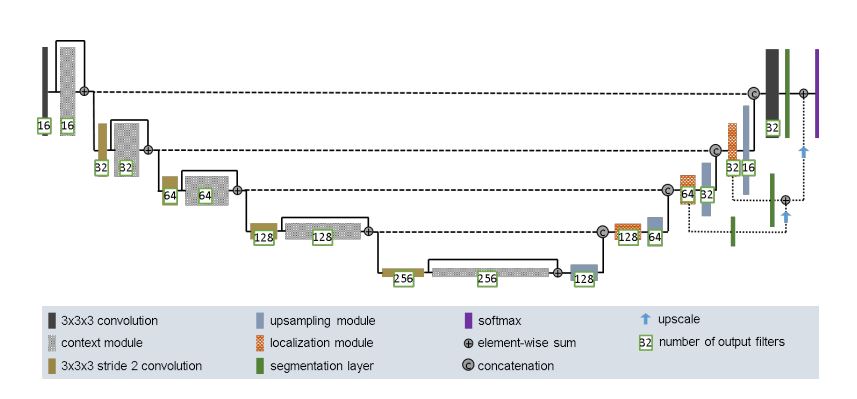 16 16
C
32
32 32
C
32 16
64 64
C
64 32
128 128
C
128 64
256 256 128
3x3x3 convolution
context module
3x3x3 stride 2 convolution
upsampling module
localization module
segmentation layer
softmax
element-wise sum
C concatenation
upscale
32 number of output filters